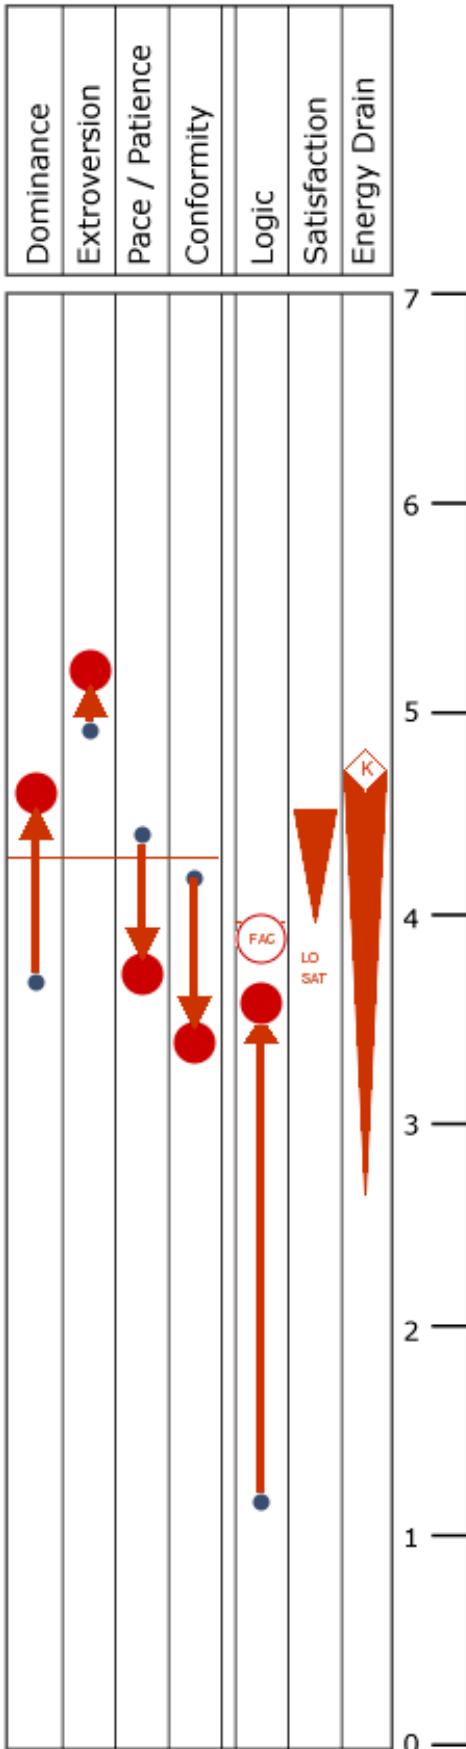 Dominance
Extroversion
Pace / Patience
Conformity
Logic
Satisfaction
Energy Drain
7
6
5
K
4
FAC
LO
SAT
3
2
1
0